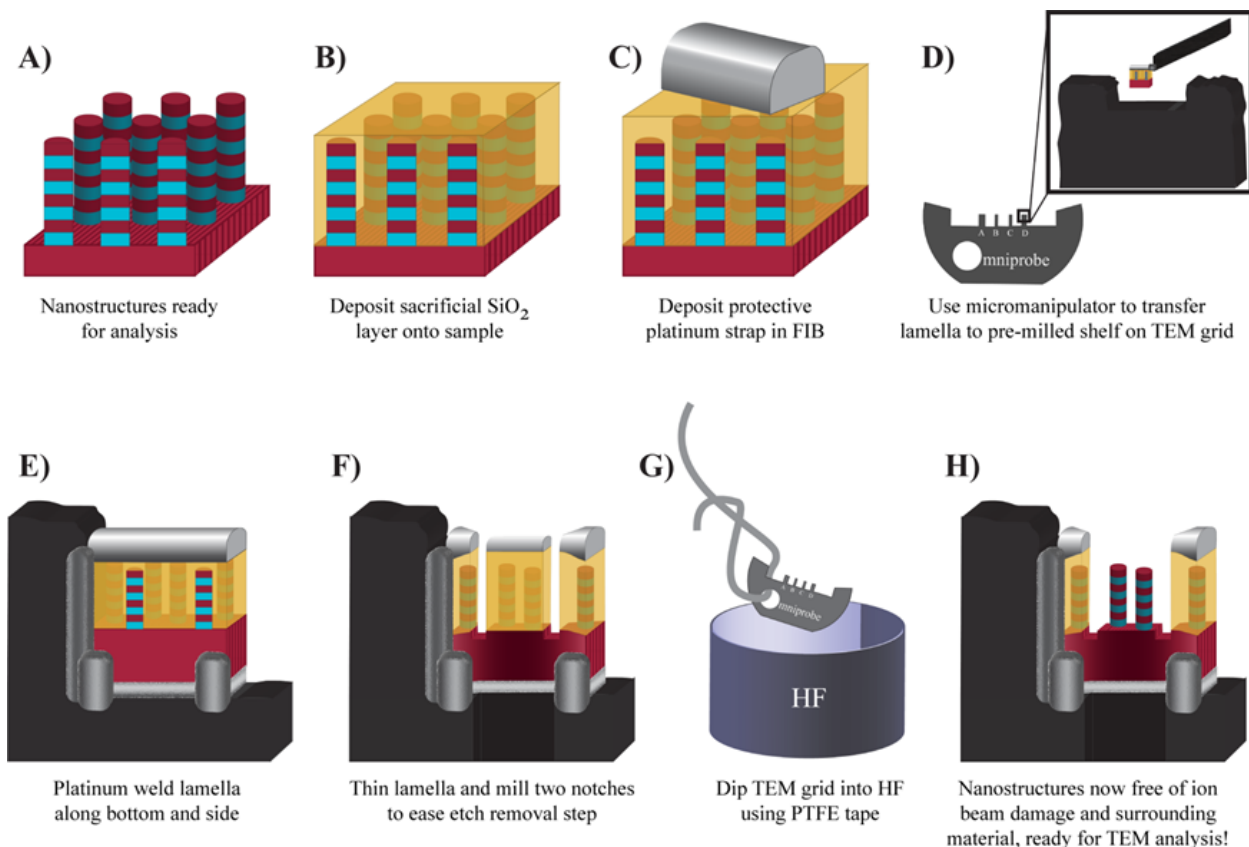 A)
Nanostructures ready
for analysis
B)
Deposit sacrificial SiO₂
layer onto sample
C)
Deposit protective
platinum strap in FIB
D)
A B C D
mniprobe
Use micromanipulator to transfer
lamella to pre-milled shelf on TEM grid
E)
Platinum weld lamella
along bottom and side
F)
Thin lamella and mill two notches
to ease etch removal step
G)
A B C D
mniprobe
HF
Dip TEM grid into HF
using PTFE tape
H)
Nanostructures now free of ion
beam damage and surrounding
material, ready for TEM analysis!